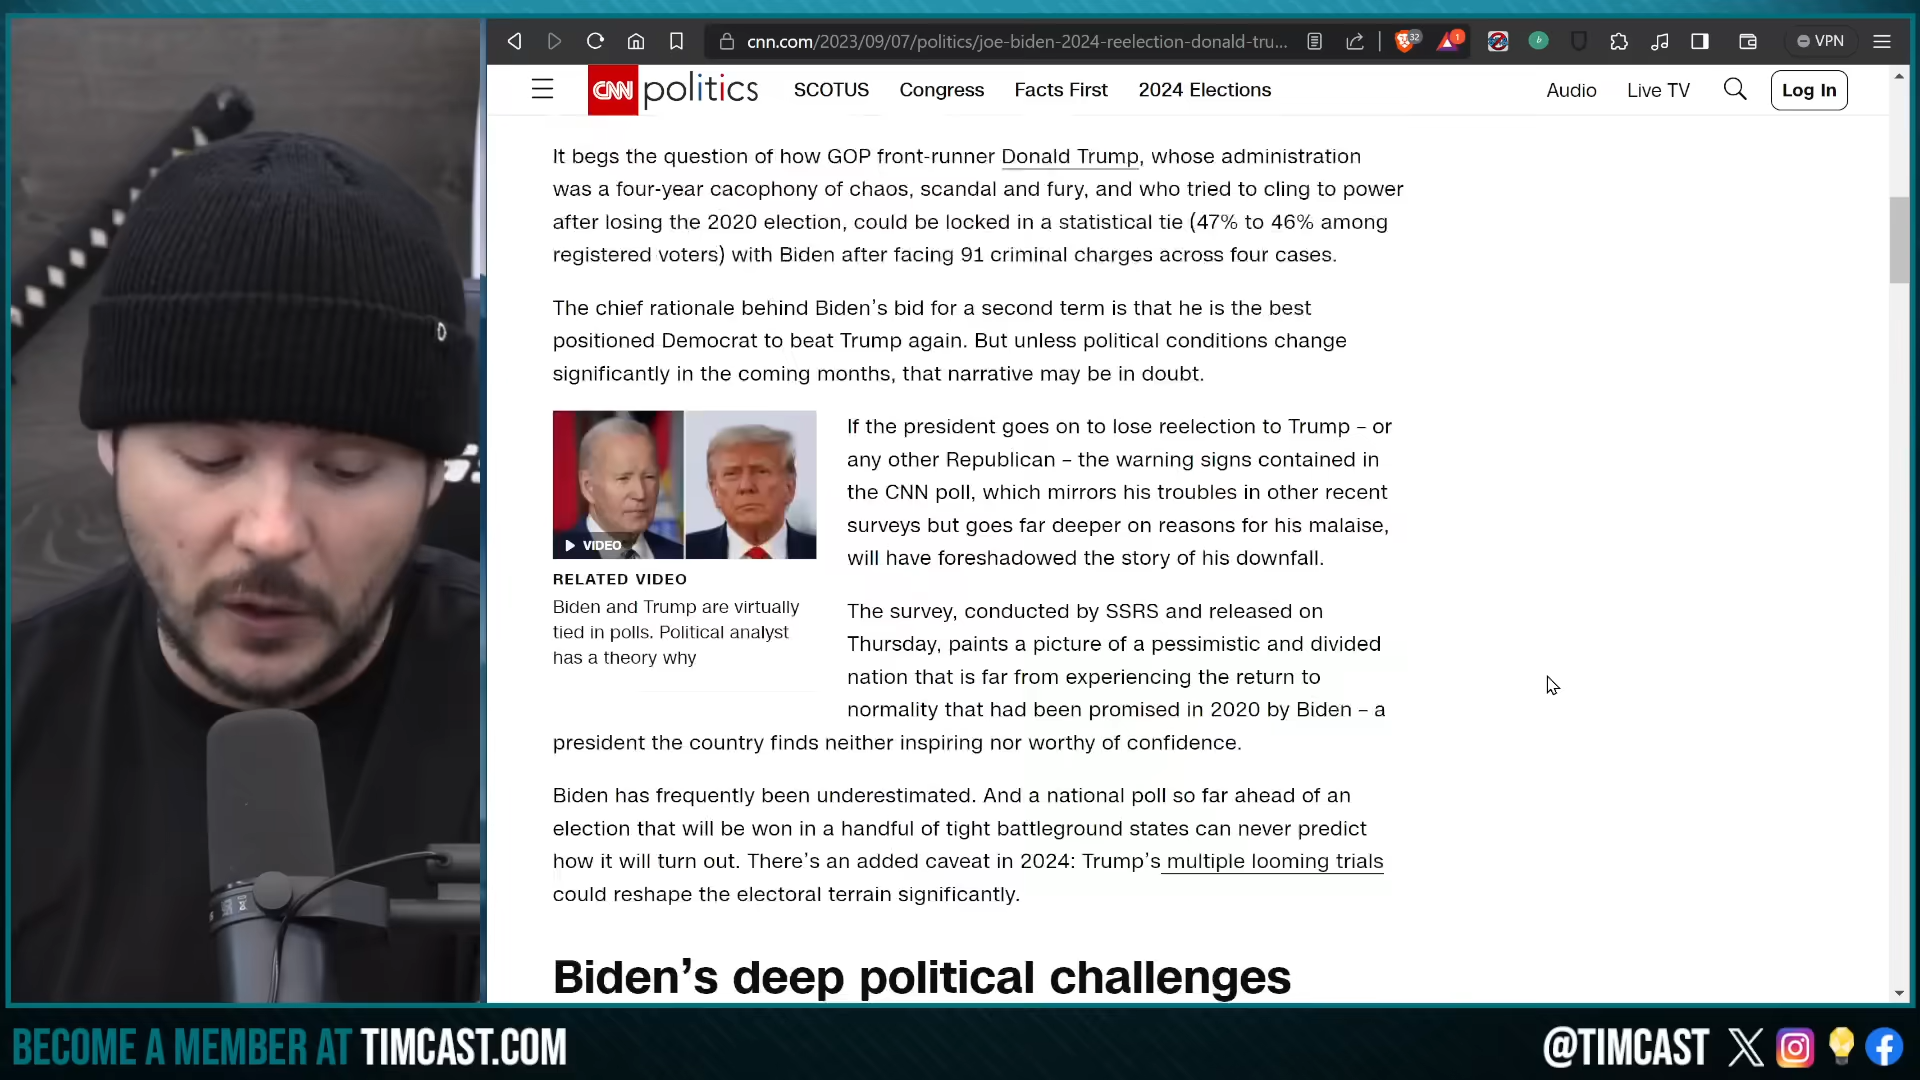 cnn.com/2023/09/07/politics/joe-biden-2024-reelection-donald-tru...
32
1
VPN
CNN politics
SCOTUS
Congress
Facts First
2024 Elections
Audio
Live TV
Log In
It begs the question of how GOP front-runner Donald Trump, whose administration
was a four-year cacophony of chaos, scandal and fury, and who tried to cling to power
after losing the 2020 election, could be locked in a statistical tie (47% to 46% among
registered voters) with Biden after facing 91 criminal charges across four cases.
The chief rationale behind Biden's bid for a second term is that he is the best
positioned Democrat to beat Trump again. But unless political conditions change
significantly in the coming months, that narrative may be in doubt.
VIDEO
RELATED VIDEO
Biden and Trump are virtually
tied in polls. Political analyst
has a theory why
If the president goes on to lose reelection to Trump – or
any other Republican – the warning signs contained in
the CNN poll, which mirrors his troubles in other recent
surveys but goes far deeper on reasons for his malaise,
will have foreshadowed the story of his downfall.
The survey, conducted by SSRS and released on
Thursday, paints a picture of a pessimistic and divided
nation that is far from experiencing the return to
normality that had been promised in 2020 by Biden – a
president the country finds neither inspiring nor worthy of confidence.
Biden has frequently been underestimated. And a national poll so far ahead of an
election that will be won in a handful of tight battleground states can never predict
how it will turn out. There's an added caveat in 2024: Trump's multiple looming trials
could reshape the electoral terrain significantly.
Biden's deep political challenges
BECOME A MEMBER AT TIMCAST.COM
@TIMCAST